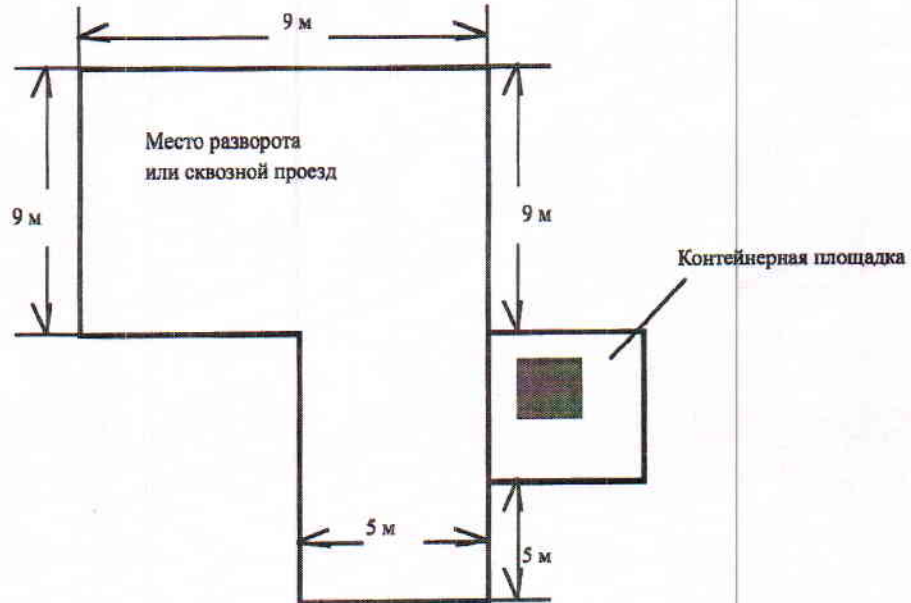 9 м
Место разворота
или сквозной проезд
9 м
9 м
Контейнерная площадка
5 м
5 м